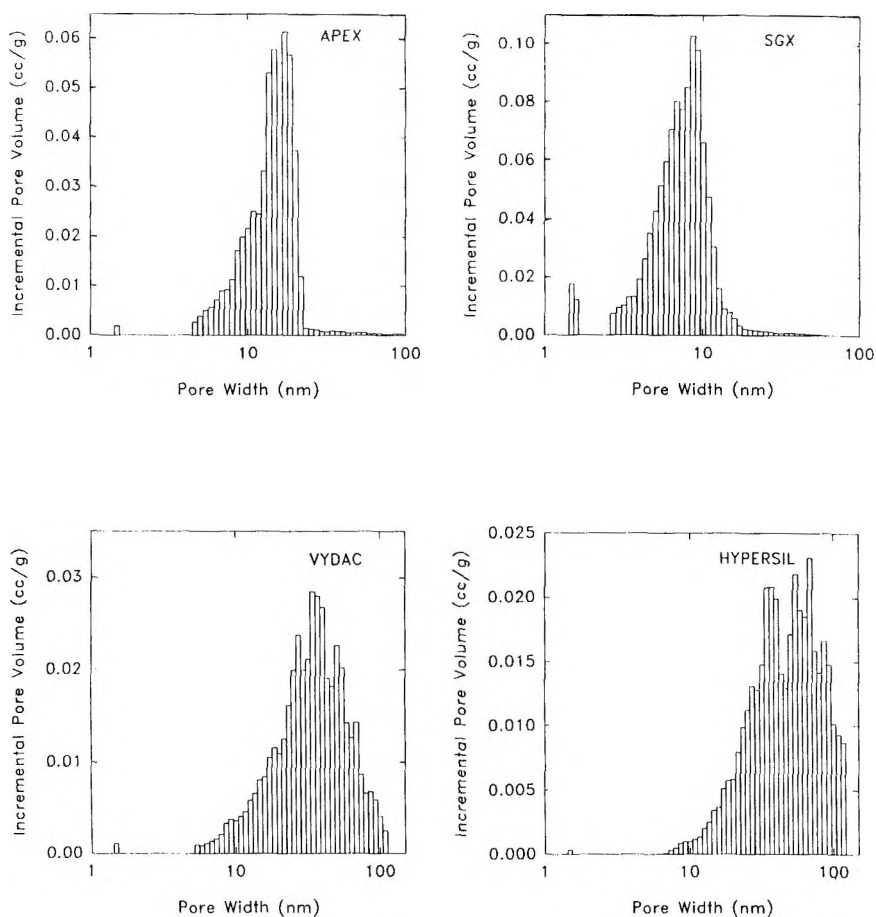 APEX
Incremental Pore Volume (cc/g)
0.06
0.05
0.04
0.03
0.02
0.01
0.00
1
10
100
Pore Width (nm)
SGX
Incremental Pore Volume (cc/g)
0.10
0.08
0.06
0.04
0.02
0.00
1
10
100
Pore Width (nm)
VYDAC
Incremental Pore Volume (cc/g)
0.03
0.02
0.01
0.00
1
10
100
Pore Width (nm)
HYPERSIL
Incremental Pore Volume (cc/g)
0.025
0.020
0.015
0.010
0.005
0.000
1
10
100
Pore Width (nm)